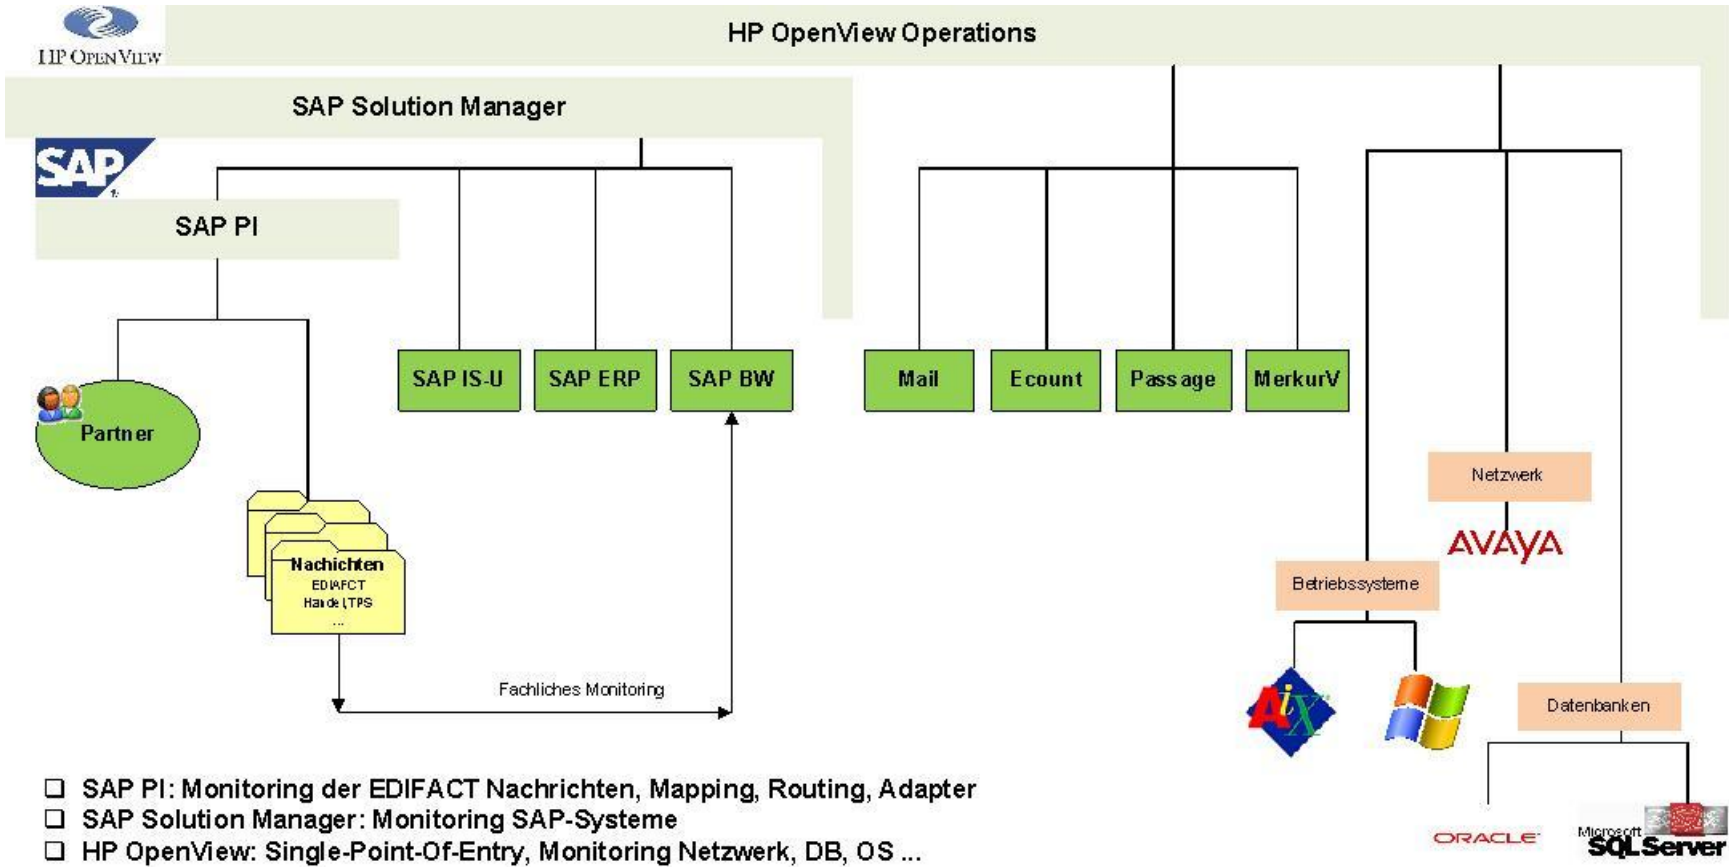 HP OPENVIEW
HP OpenView Operations
SAP Solution Manager
SAP
SAP PI
SAP IS-U
SAP ERP
SAP BW
Mail
Ecount
Passage
MerkurV
Partner
Netzwerk
AVAYA
Nachichten
EDIAFCT
Handel,TPS
...
Betriebssysteme
Fachliches Monitoring
AiX
Datenbanken
ORACLE
Microsoft
SQL Server
❑ SAP PI: Monitoring der EDIFACT Nachrichten, Mapping, Routing, Adapter
❑ SAP Solution Manager: Monitoring SAP-Systeme
❑ HP OpenView: Single-Point-Of-Entry, Monitoring Netzwerk, DB, OS ...